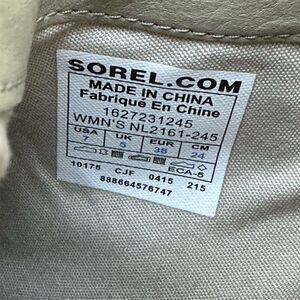 SOREL.COM
MADE IN CHINA
Fabriqué En Chine
1627231245
WMN'S NL2161-245
USA UK EUR CM
7 5 38 24
ECA-5
10175 CJF 0415 215
888664576747